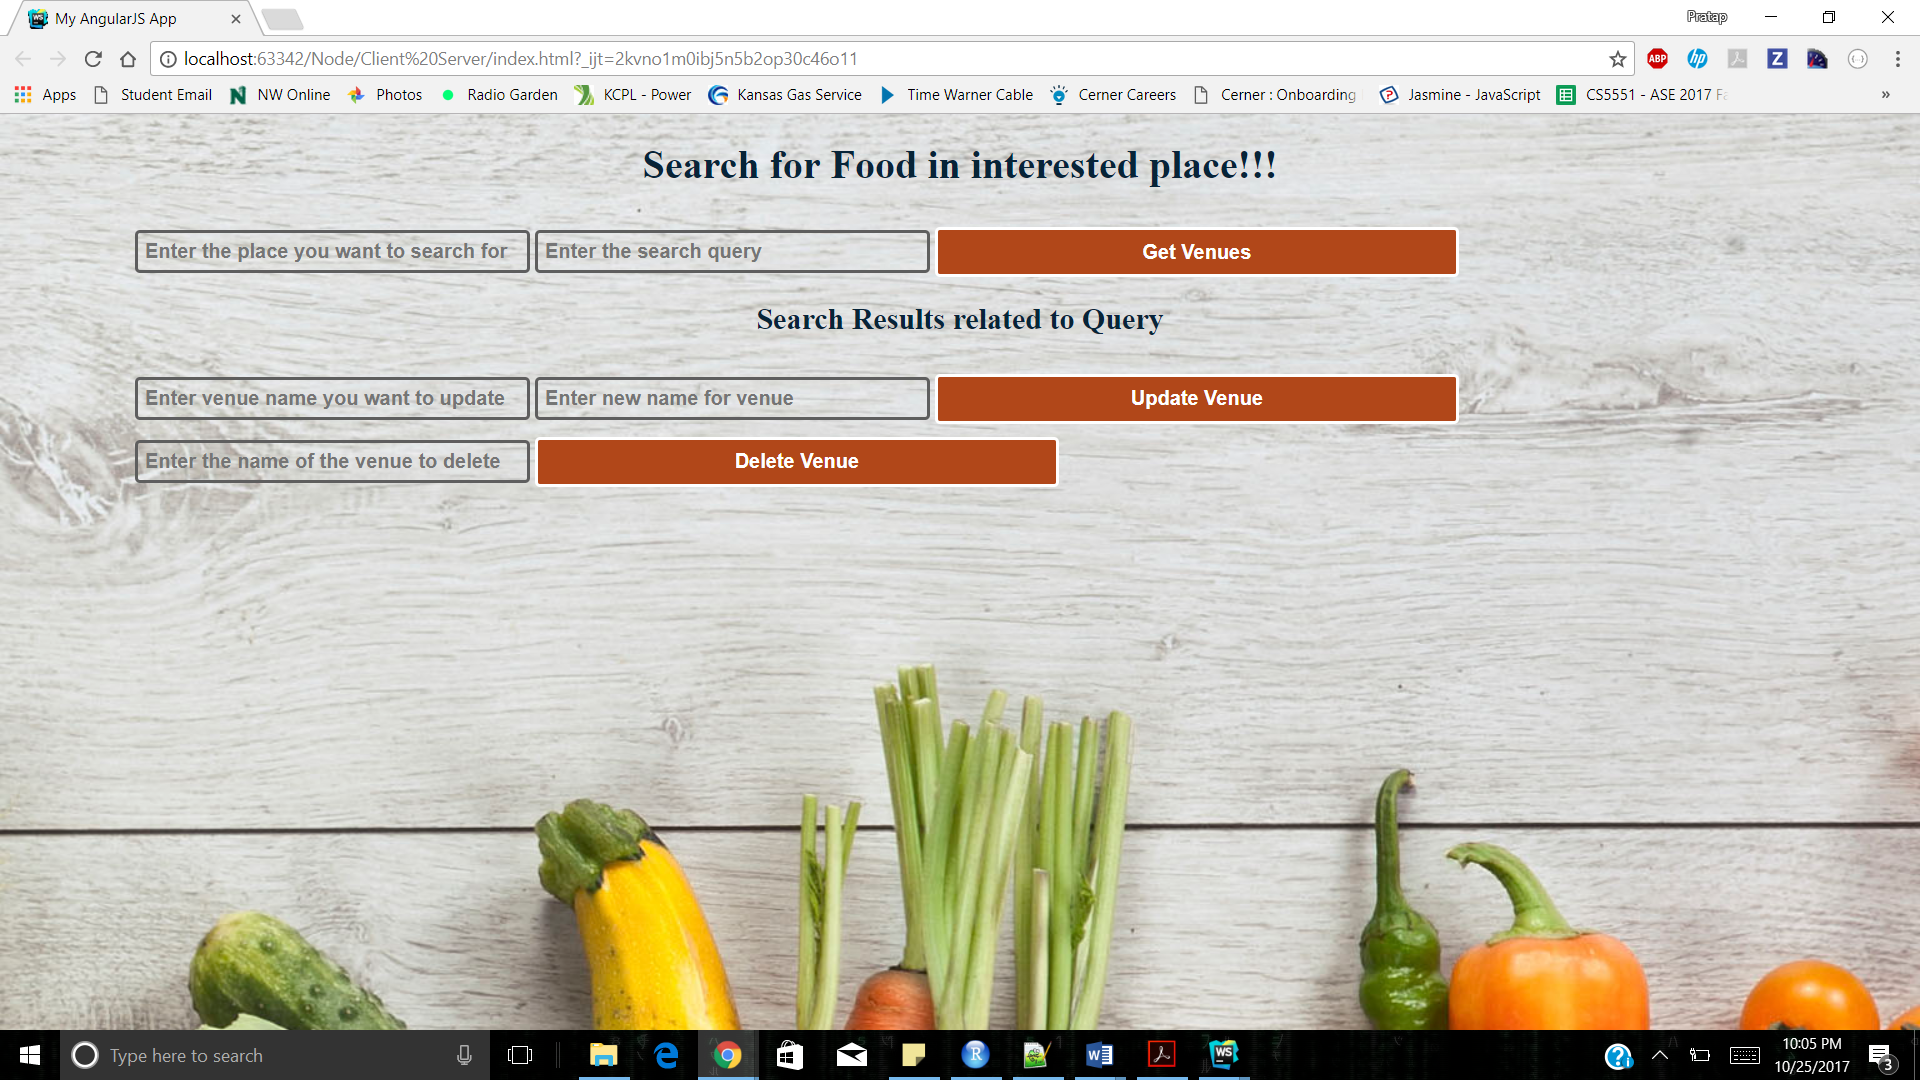 My AngularJS App
Pratap
localhost:63342/Node/Client%20Server/index.html?_ijt=2kvno1m0ibj5n5b2op30c46o11
ABP
hp
Z
Apps Student Email NW Online Photos Radio Garden KCPL - Power Kansas Gas Service Time Warner Cable Cerner Careers Cerner : Onboarding Jasmine - JavaScript CS5551 - ASE 2017 Fa »
Search for Food in interested place!!!
Enter the place you want to search for Enter the search query Get Venues
Search Results related to Query
Enter venue name you want to update Enter new name for venue Update Venue
Enter the name of the venue to delete Delete Venue
Type here to search
R
W
WS
10:05 PM
10/25/2017
3